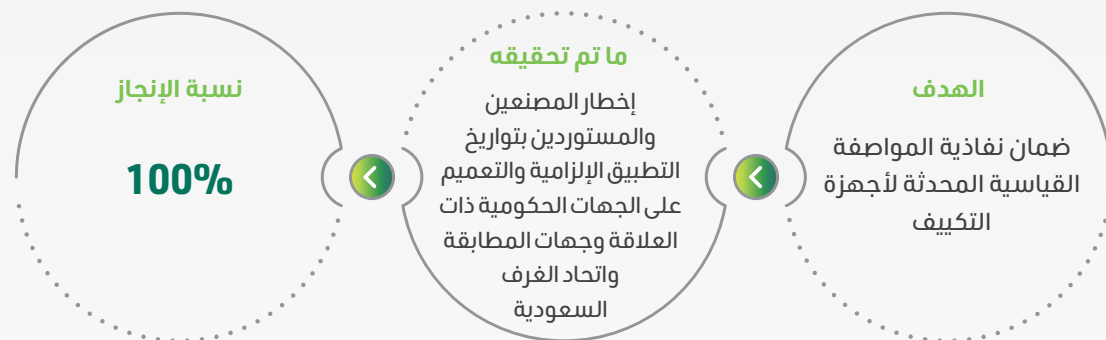 الهدف
ضمان نفاذية المواصفة
القياسية المحدثة لأجهزة
التكييف
ما تم تحقيقه
إخطار المصنعين
والمستوردين بتواريخ
التطبيق الإلزامية والتعميم
على الجهات الحكومية ذات
العلاقة وجهات المطابقة
واتحاد الغرف
السعودية
نسبة الإنجاز
100%